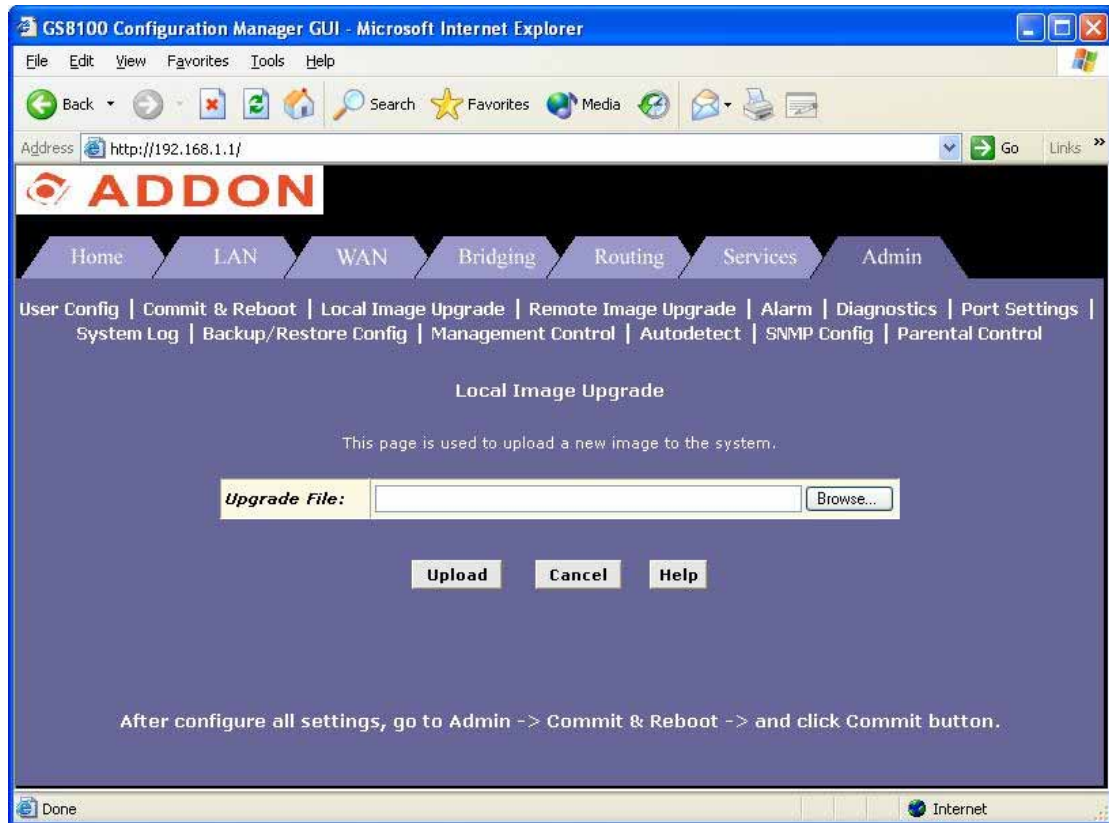 GS8100 Configuration Manager GUI - Microsoft Internet Explorer
File Edit View Favorites Tools Help
Back Search Favorites Media
Address http://192.168.1.1/ Go Links »
ADDON
Home LAN WAN Bridging Routing Services Admin
User Config | Commit & Reboot | Local Image Upgrade | Remote Image Upgrade | Alarm | Diagnostics | Port Settings |
System Log | Backup/Restore Config | Management Control | Autodetect | SNMP Config | Parental Control
Local Image Upgrade
This page is used to upload a new image to the system.
Upgrade File: Browse...
Upload Cancel Help
After configure all settings, go to Admin -> Commit & Reboot -> and click Commit button.
Done Internet